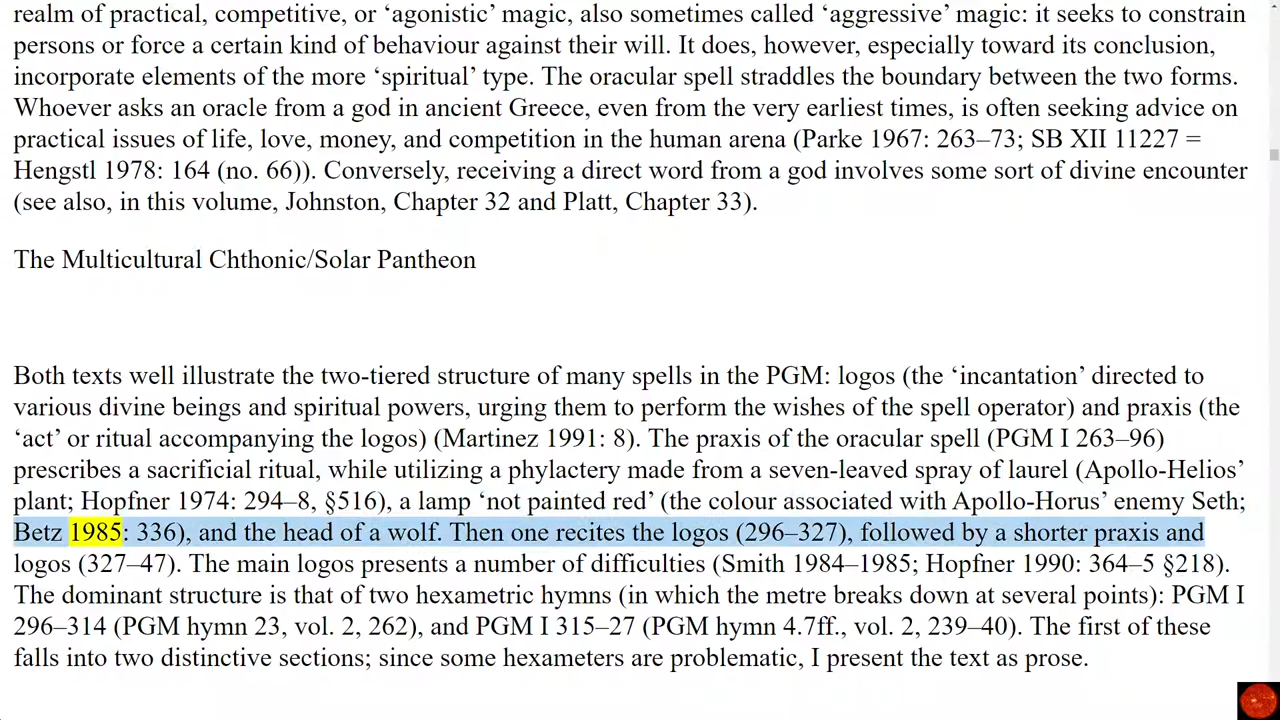 realm of practical, competitive, or ‘agonistic’ magic, also sometimes called ‘aggressive’ magic: it seeks to constrain
persons or force a certain kind of behaviour against their will. It does, however, especially toward its conclusion,
incorporate elements of the more ‘spiritual’ type. The oracular spell straddles the boundary between the two forms.
Whoever asks an oracle from a god in ancient Greece, even from the very earliest times, is often seeking advice on
practical issues of life, love, money, and competition in the human arena (Parke 1967: 263–73; SB XII 11227 =
Hengstl 1978: 164 (no. 66)). Conversely, receiving a direct word from a god involves some sort of divine encounter
(see also, in this volume, Johnston, Chapter 32 and Platt, Chapter 33).
The Multicultural Chthonic/Solar Pantheon
Both texts well illustrate the two-tiered structure of many spells in the PGM: logos (the ‘incantation’ directed to
various divine beings and spiritual powers, urging them to perform the wishes of the spell operator) and praxis (the
‘act’ or ritual accompanying the logos) (Martinez 1991: 8). The praxis of the oracular spell (PGM I 263–96)
prescribes a sacrificial ritual, while utilizing a phylactery made from a seven-leaved spray of laurel (Apollo-Helios’
plant; Hopfner 1974: 294–8, §516), a lamp ‘not painted red’ (the colour associated with Apollo-Horus’ enemy Seth;
Betz 1985: 336), and the head of a wolf. Then one recites the logos (296–327), followed by a shorter praxis and
logos (327–47). The main logos presents a number of difficulties (Smith 1984–1985; Hopfner 1990: 364–5 §218).
The dominant structure is that of two hexametric hymns (in which the metre breaks down at several points): PGM I
296–314 (PGM hymn 23, vol. 2, 262), and PGM I 315–27 (PGM hymn 4.7ff., vol. 2, 239–40). The first of these
falls into two distinctive sections; since some hexameters are problematic, I present the text as prose.